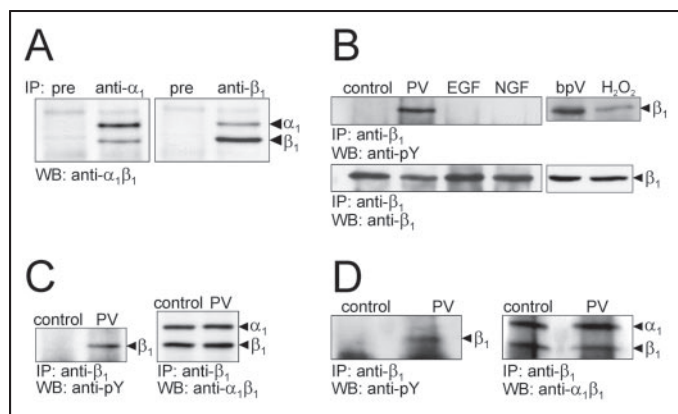 A
IP: pre anti-α₁ pre anti-β₁
α₁
β₁
WB: anti-α₁β₁
B
control PV EGF NGF bpV H₂O₂
β₁
IP: anti-β₁
WB: anti-pY
β₁
IP: anti-β₁
WB: anti-β₁
C
control PV control PV
α₁
β₁ β₁
IP: anti-β₁ IP: anti-β₁
WB: anti-pY WB: anti-α₁β₁
D
control PV control PV
α₁
β₁ β₁
IP: anti-β₁ IP: anti-β₁
WB: anti-pY WB: anti-α₁β₁